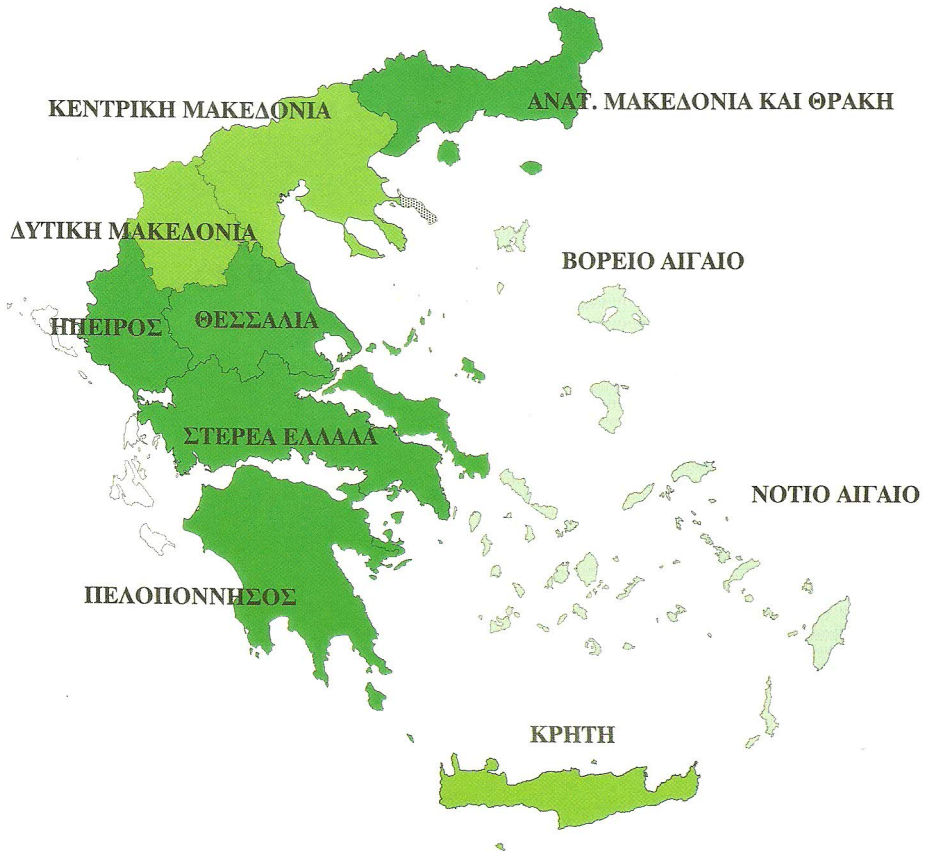 ΑΝΑΤ. ΜΑΚΕΔΟΝΙΑ ΚΑΙ ΘΡΑΚΗ
ΚΕΝΤΡΙΚΗ ΜΑΚΕΔΟΝΙΑ
ΔΥΤΙΚΗ ΜΑΚΕΔΟΝΙΑ
ΒΟΡΕΙΟ ΑΙΓΑΙΟ
ΗΠΕΙΡΟΣ
ΘΕΣΣΑΛΙΑ
ΣΤΕΡΕΑ ΕΛΛΑΔΑ
ΝΟΤΙΟ ΑΙΓΑΙΟ
ΠΕΛΟΠΟΝΝΗΣΟΣ
ΚΡΗΤΗ